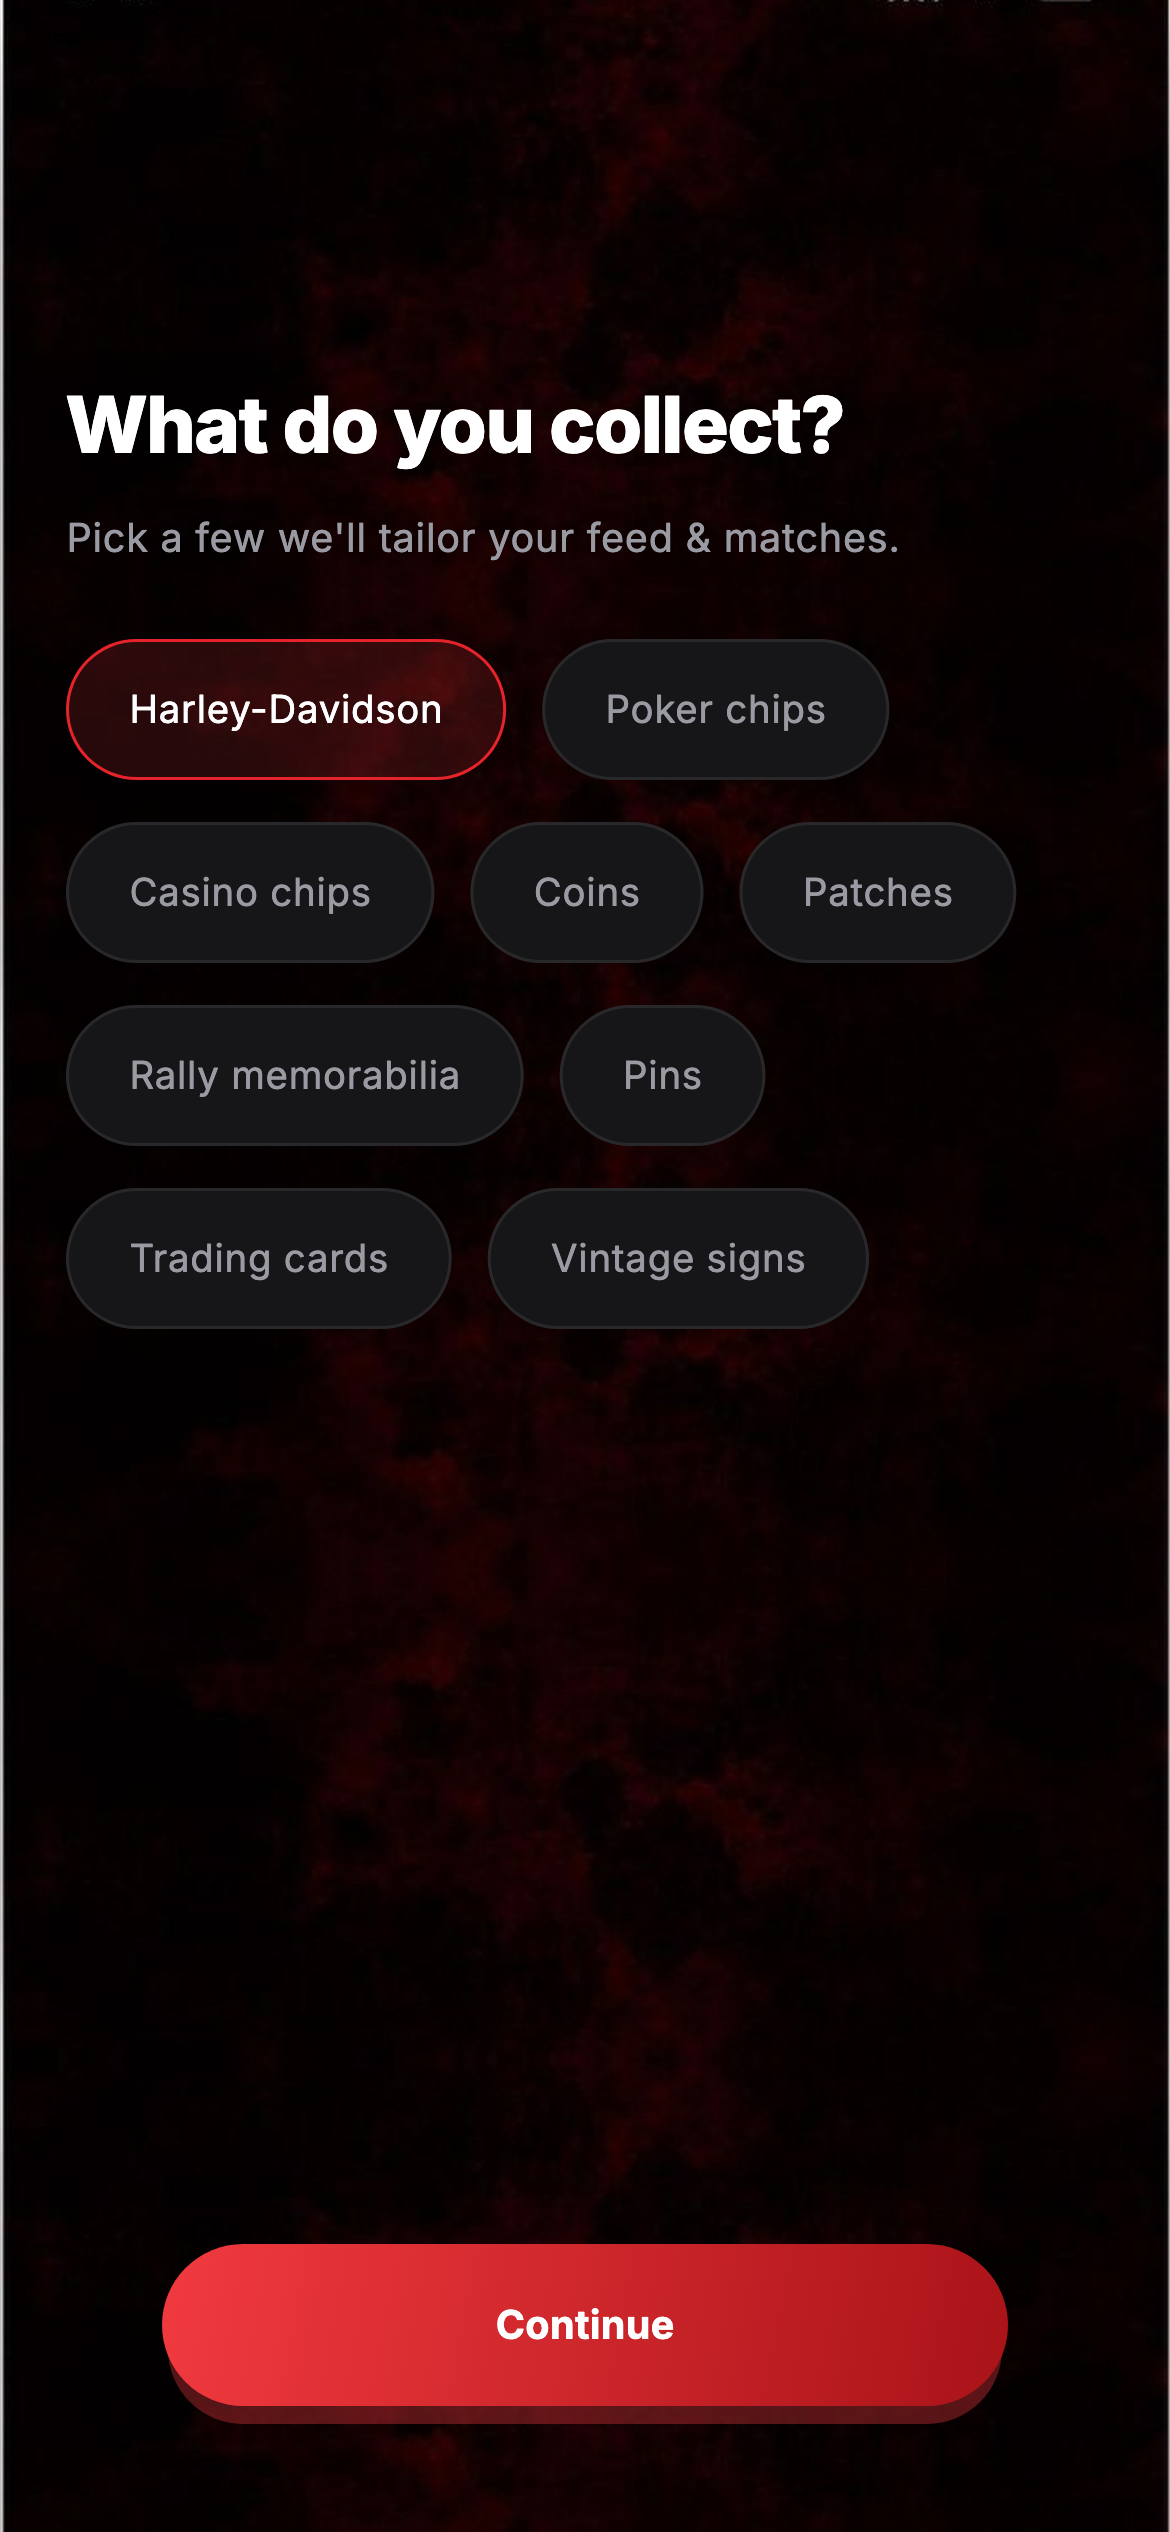 What do you collect?
Pick a few we'll tailor your feed & matches.
Harley-Davidson Poker chips
Casino chips Coins Patches
Rally memorabilia Pins
Trading cards Vintage signs
Continue